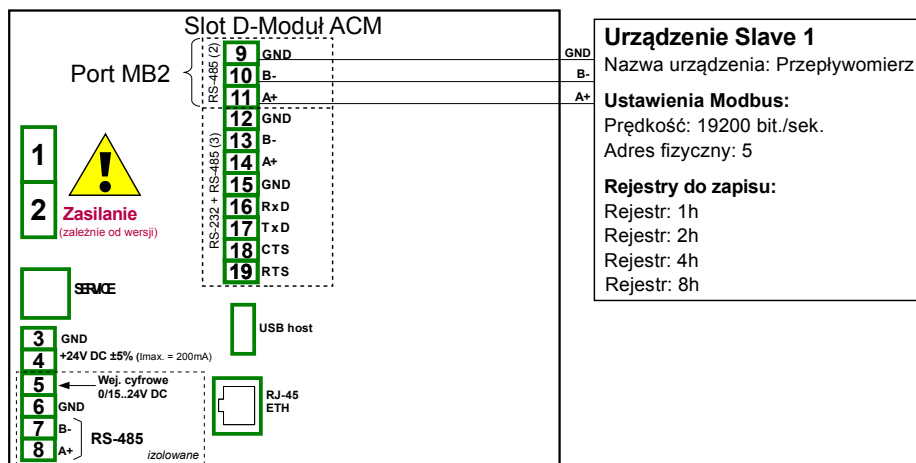 Slot D-Moduł ACM
Port MB2
RS-485 (2)
9 GND
10 B-
11 A+
RS-232 + RS-485 (3)
12 GND
13 B-
14 A+
15 GND
16 RxD
17 TxD
18 CTS
19 RTS
1
2
Zasilanie
(zależnie od wersji)
SERVICE
USB host
3 GND
4 +24V DC ±5% (Imax. = 200mA)
5 Wej. cyfrowe
0/15..24V DC
6 GND
7 B-
8 A+
RS-485
izolowane
RJ-45
ETH
GND
B-
A+
Urządzenie Slave 1
Nazwa urządzenia: Przepływomierz
Ustawienia Modbus:
Prędkość: 19200 bit./sek.
Adres fizyczny: 5
Rejestry do zapisu:
Rejestr: 1h
Rejestr: 2h
Rejestr: 4h
Rejestr: 8h